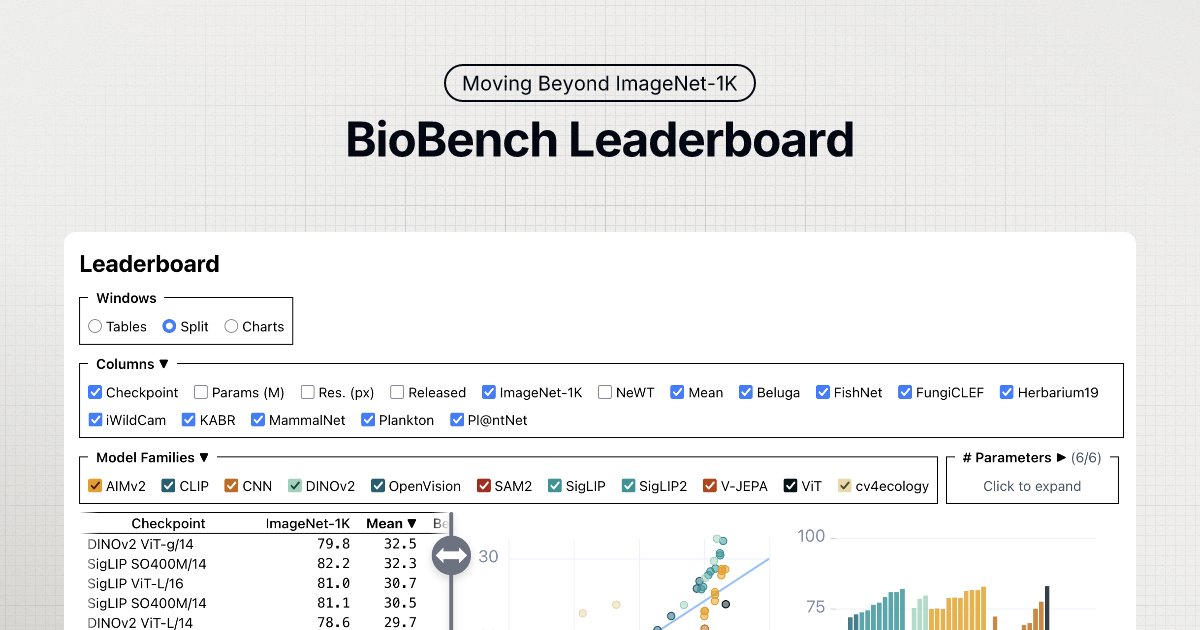 Moving Beyond ImageNet-1K
BioBench Leaderboard
Leaderboard
Windows
Tables Split Charts
Columns ▼
Checkpoint Params (M) Res. (px) Released ImageNet-1K NeWT Mean Beluga FishNet FungiCLEF Herbarium19
iWildCam KABR MammalNet Plankton Pl@ntNet
Model Families ▼ # Parameters ▶ (6/6)
AIMv2 CLIP CNN DINOv2 OpenVision SAM2 SigLIP SigLIP2 V-JEPA ViT cv4ecology Click to expand
Checkpoint ImageNet-1K Mean ▼ Be
DINOv2 ViT-g/14 79.8 32.5
SigLIP SO400M/14 82.2 32.3
SigLIP ViT-L/16 81.0 30.7
SigLIP SO400M/14 81.1 30.5
DINOv2 ViT-L/14 78.6 29.7
30
100
75